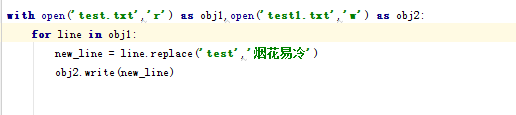 with open('test.txt','r') as obj1,open('test1.txt','w') as obj2:
    for line in obj1:
        new_line = line.replace('test','烟花易冷')
        obj2.write(new_line)